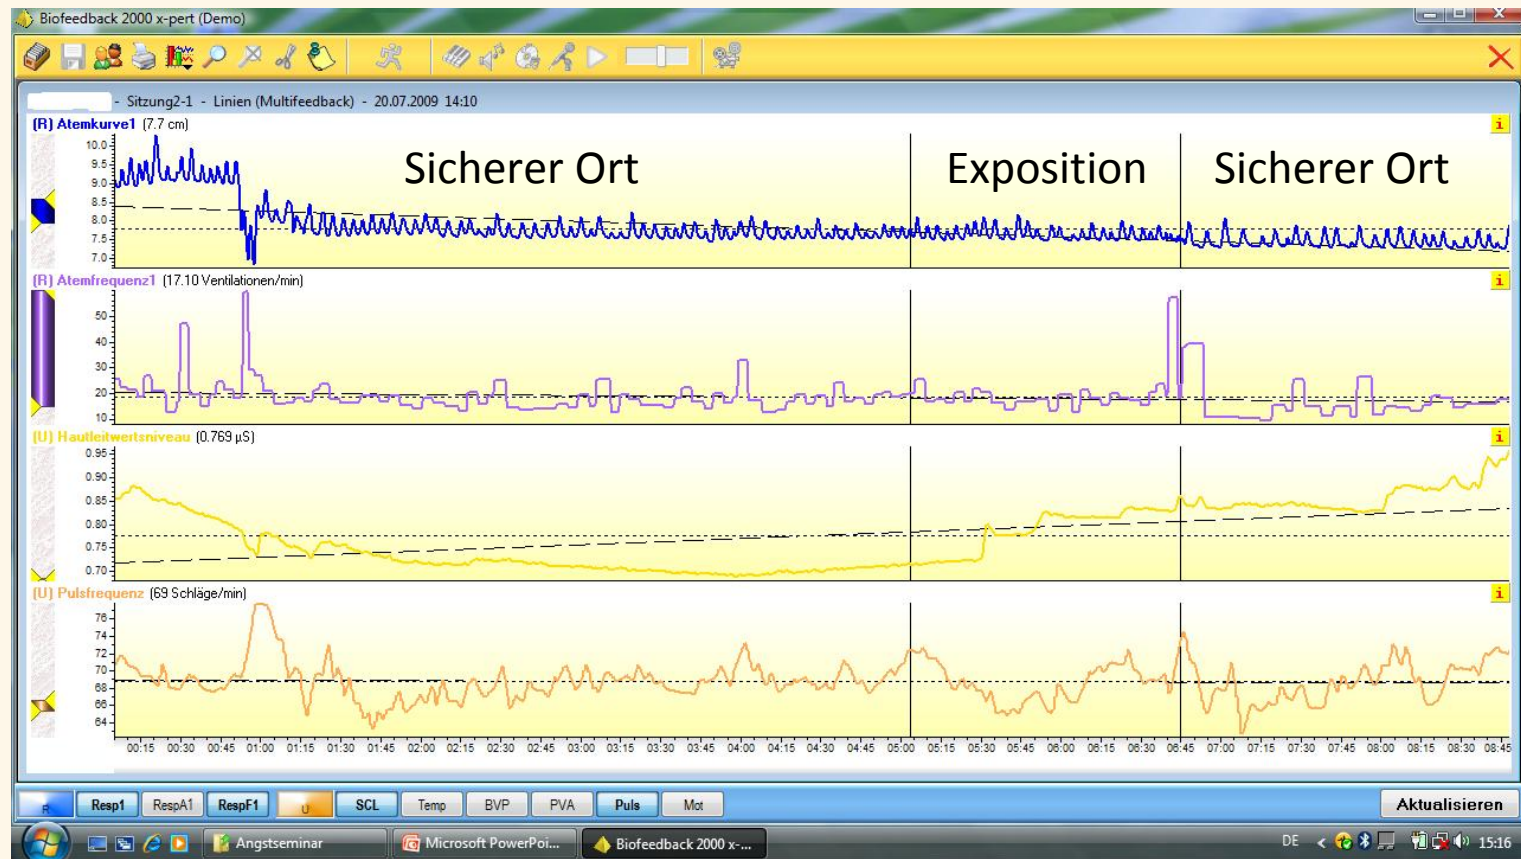 Biofeedback 2000 x-pert (Demo)
- Sitzung2-1 - Linien (Multifeedback) - 20.07.2009 14:10
(R) Atemkurve1 (7.7 cm)
10.0
9.5
9.0
8.5
8.0
7.5
7.0
Sicherer Ort
Exposition
Sicherer Ort
(R) Atemfrequenz1 (17.10 Ventilationen/min)
50
40
30
20
10
(U) Hautleitwertsniveau (0.769 µS)
0.95
0.90
0.85
0.80
0.75
0.70
(U) Pulsfrequenz (69 Schläge/min)
76
74
72
70
68
66
64
00:15 00:30 00:45 01:00 01:15 01:30 01:45 02:00 02:15 02:30 02:45 03:00 03:15 03:30 03:45 04:00 04:15 04:30 04:45 05:00 05:15 05:30 05:45 06:00 06:15 06:30 06:45 07:00 07:15 07:30 07:45 08:00 08:15 08:30 08:45
R Resp1 RespA1 RespF1 U SCL Temp BVP PVA Puls Mot Aktualisieren
Angstseminar Microsoft PowerPoi... Biofeedback 2000 x-... DE < 15:16